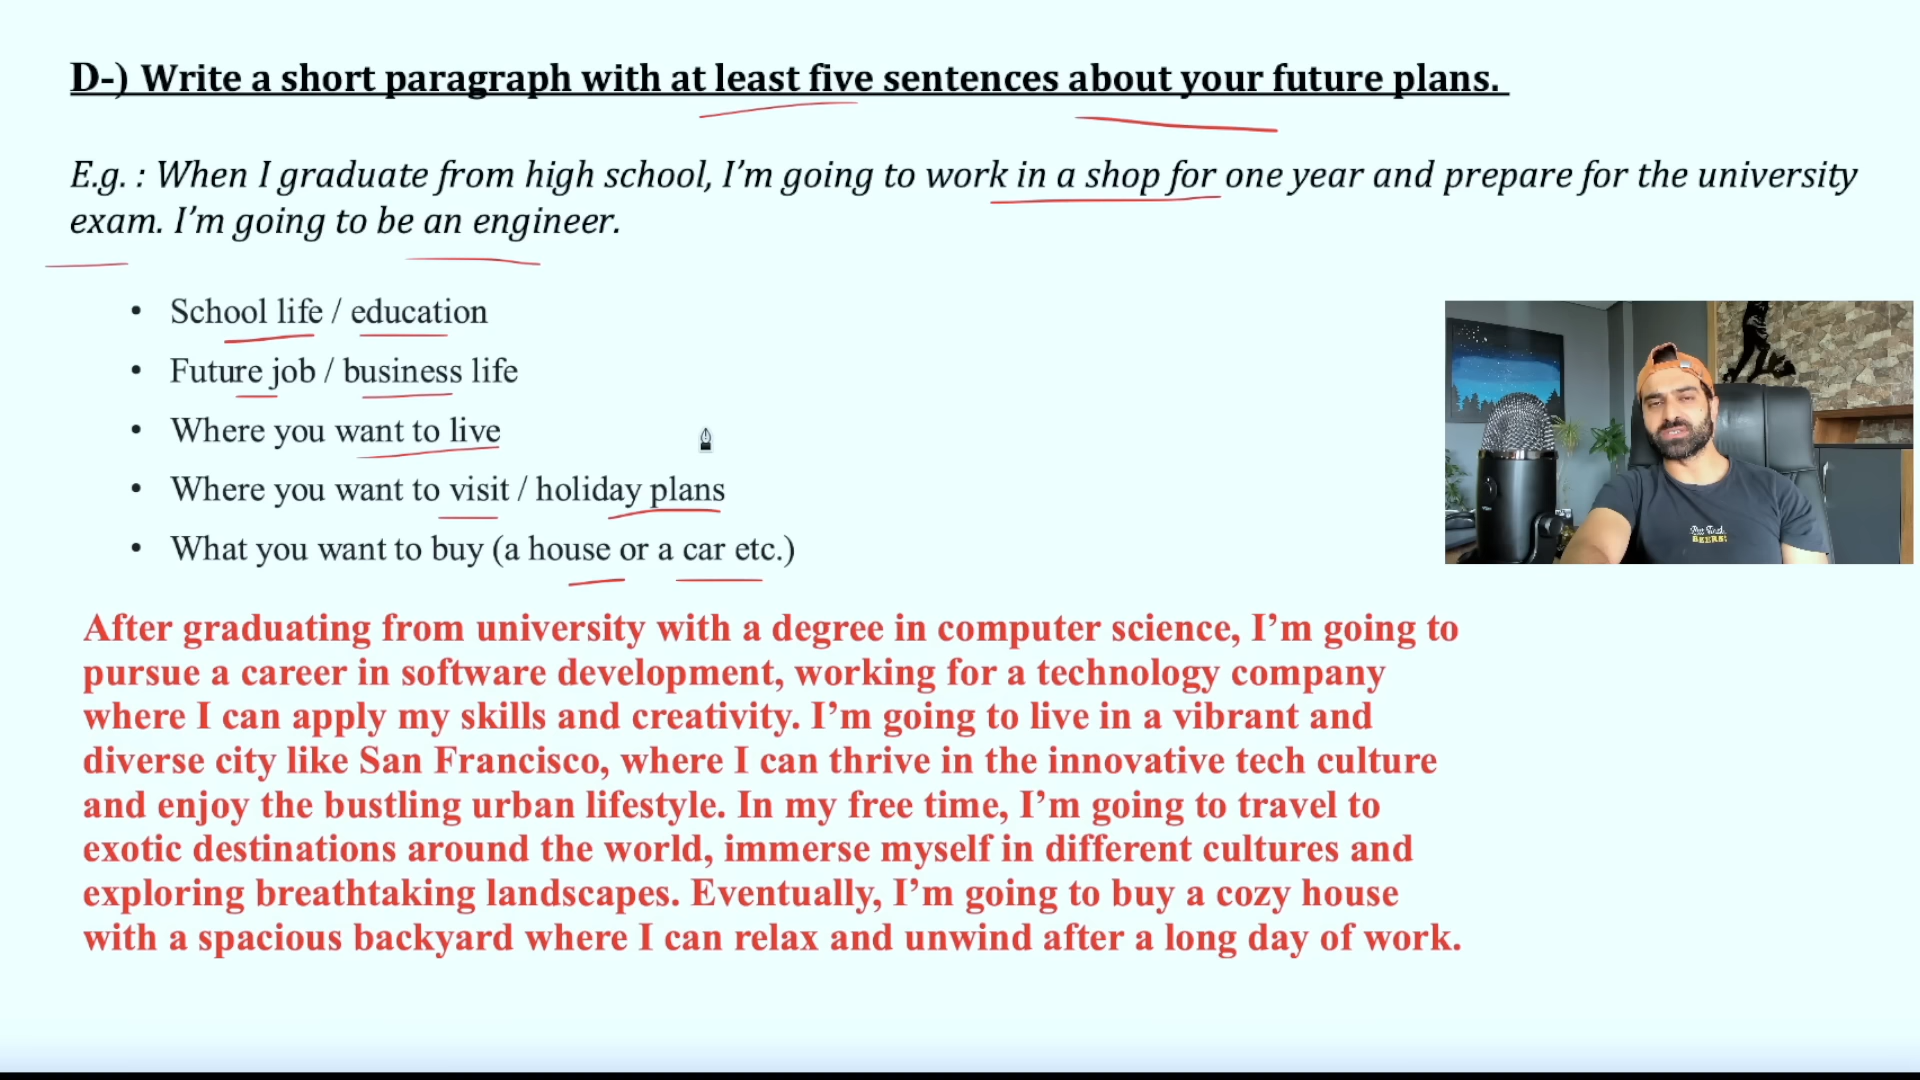 D-) Write a short paragraph with at least five sentences about your future plans.
E.g. : When I graduate from high school, I'm going to work in a shop for one year and prepare for the university
exam. I'm going to be an engineer.
• School life / education
• Future job / business life
• Where you want to live
• Where you want to visit / holiday plans
• What you want to buy (a house or a car etc.)
After graduating from university with a degree in computer science, I'm going to
pursue a career in software development, working for a technology company
where I can apply my skills and creativity. I'm going to live in a vibrant and
diverse city like San Francisco, where I can thrive in the innovative tech culture
and enjoy the bustling urban lifestyle. In my free time, I'm going to travel to
exotic destinations around the world, immerse myself in different cultures and
exploring breathtaking landscapes. Eventually, I'm going to buy a cozy house
with a spacious backyard where I can relax and unwind after a long day of work.